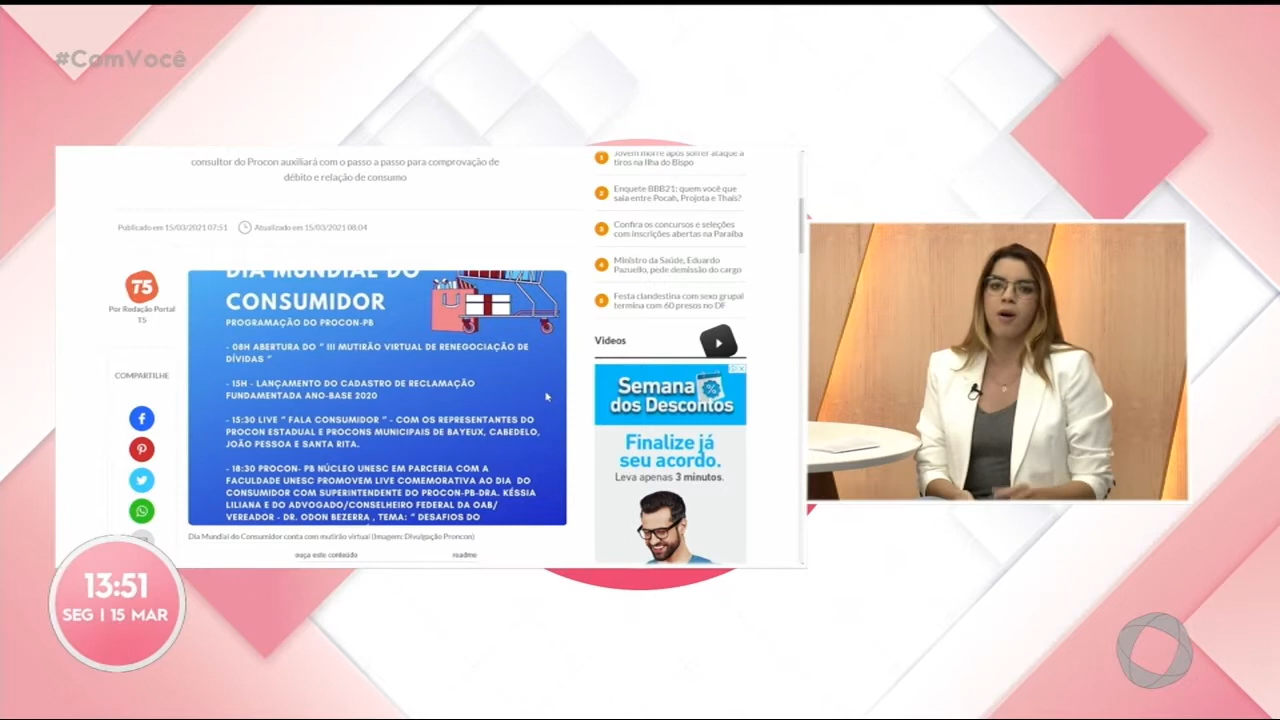 #ComVocê
consultor do Procon auxiliará com o passo a passo para comprovação de
débito e relação de consumo
Publicado em 15/03/2021 07:51
Atualizado em 15/03/2021 08:04
T5
Por Redação Portal
T5
COMPARTILHE
DIA MUNDIAL DO
CONSUMIDOR
PROGRAMAÇÃO DO PROCON-PB
- 08H ABERTURA DO " III MUTIRÃO VIRTUAL DE RENEGOCIAÇÃO DE
DÍVIDAS "
- 15H - LANÇAMENTO DO CADASTRO DE RECLAMAÇÃO
FUNDAMENTADA ANO-BASE 2020
- 15:30 LIVE " FALA CONSUMIDOR " - COM OS REPRESENTANTES DO
PROCON ESTADUAL E PROCONS MUNICIPAIS DE BAYEUX, CABEDELO,
JOÃO PESSOA E SANTA RITA.
- 18:30 PROCON- PB NÚCLEO UNESC EM PARCERIA COM A
FACULDADE UNESC PROMOVEM LIVE COMEMORATIVA AO DIA DO
CONSUMIDOR COM SUPERINTENDENTE DO PROCON-PB-DRA. KÉSSIA
LILIANA E DO ADVOGADO/CONSELHEIRO FEDERAL DA OAB/
VEREADOR - DR. ODON BEZERRA , TEMA: " DESAFIOS DO
Dia Mundial do Consumidor conta com mutirão virtual (Imagem: Divulgação Proncon)
ouça este conteúdo
readme
1 Jovem morre após sofrer ataque a
tiros na Ilha do Bispo
2 Enquete BBB21: quem você que
saia entre Pocah, Projota e Thaís?
3 Confira os concursos e seleções
com inscrições abertas na Paraíba
4 Ministro da Saúde, Eduardo
Pazuello, pede demissão do cargo
5 Festa clandestina com sexo grupal
termina com 60 presos no DF
Videos
Semana
dos Descontos
Finalize já
seu acordo.
Leva apenas 3 minutos.
13:51
SEG | 15 MAR